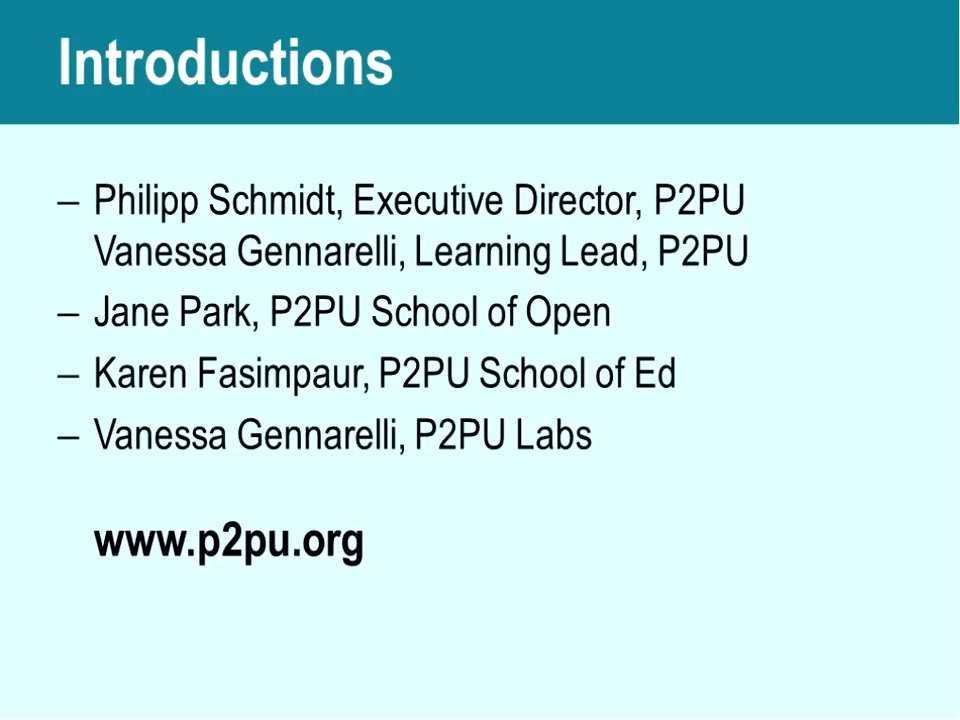 Introductions
– Philipp Schmidt, Executive Director, P2PU
Vanessa Gennarelli, Learning Lead, P2PU
– Jane Park, P2PU School of Open
– Karen Fasimpaur, P2PU School of Ed
– Vanessa Gennarelli, P2PU Labs
www.p2pu.org